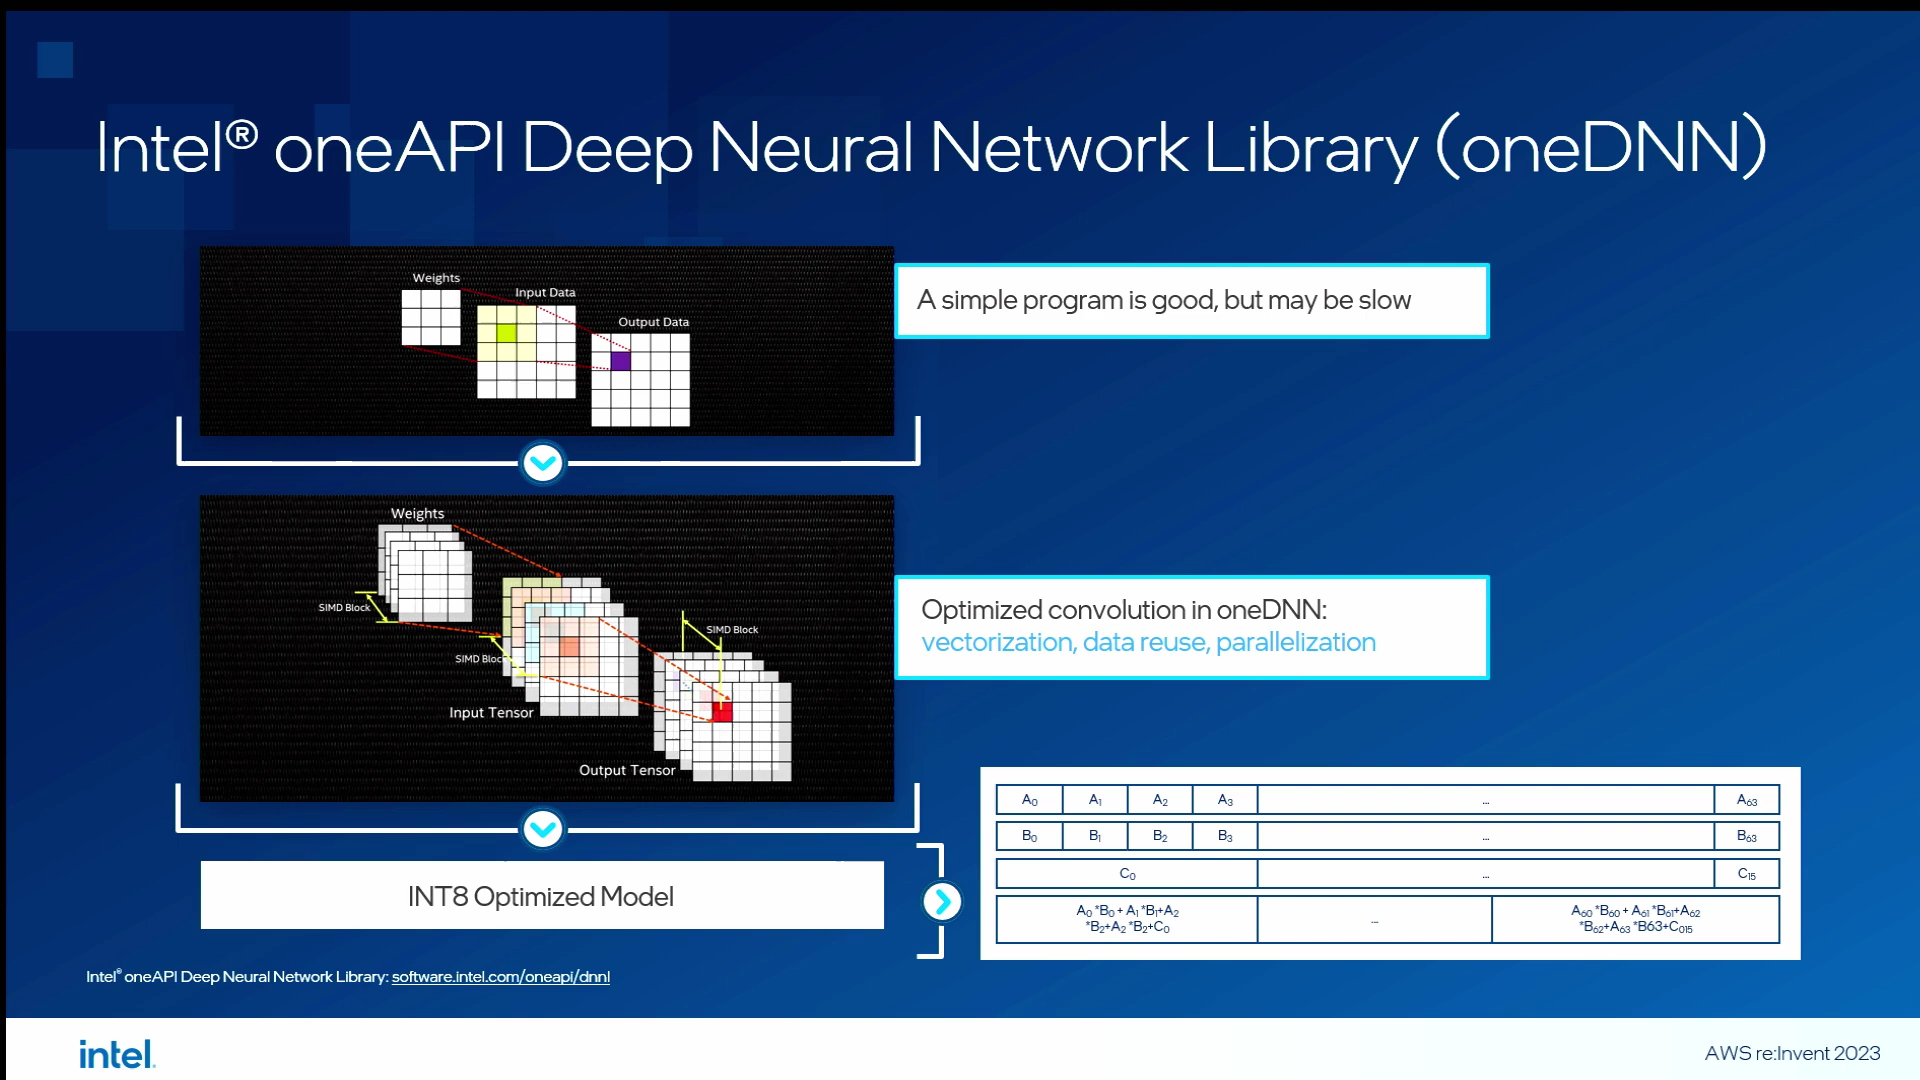 Intel® oneAPI Deep Neural Network Library (oneDNN)
Weights
Input Data
Output Data
A simple program is good, but may be slow
Weights
SIMD Block
SIMD Block
SIMD Block
Input Tensor
Output Tensor
Optimized convolution in oneDNN:
vectorization, data reuse, parallelization
INT8 Optimized Model
A₀ A₁ A₂ A₃ ... A₆₃
B₀ B₁ B₂ B₃ ... B₆₃
C₀ ... C₁₅
A₀ *B₀ + A₁ *B₁+A₂
*B₂+A₂ *B₂+C₀
...
A₆₀ *B₆₀ + A₆₁ *B₆₁+A₆₂
*B₆₂+A₆₃ *B63+C₀₁₅
Intel® oneAPI Deep Neural Network Library: software.intel.com/oneapi/dnnl
intel.
AWS re:Invent 2023